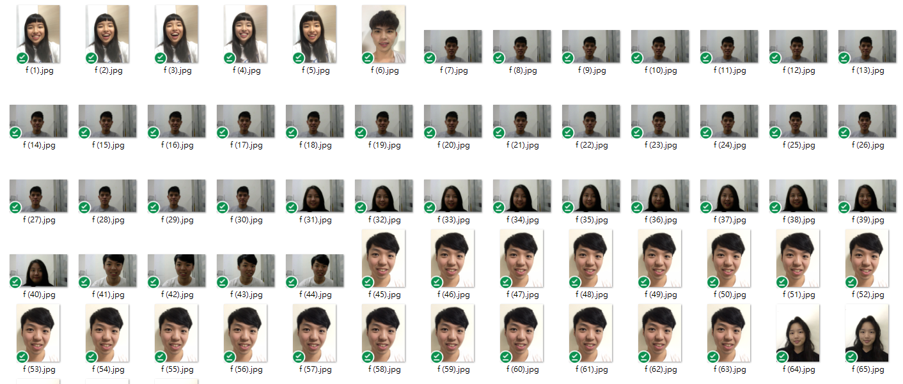 f (1).jpg f (2).jpg f (3).jpg f (4).jpg f (5).jpg f (6).jpg f (7).jpg f (8).jpg f (9).jpg f (10).jpg f (11).jpg f (12).jpg f (13).jpg
f (14).jpg f (15).jpg f (16).jpg f (17).jpg f (18).jpg f (19).jpg f (20).jpg f (21).jpg f (22).jpg f (23).jpg f (24).jpg f (25).jpg f (26).jpg
f (27).jpg f (28).jpg f (29).jpg f (30).jpg f (31).jpg f (32).jpg f (33).jpg f (34).jpg f (35).jpg f (36).jpg f (37).jpg f (38).jpg f (39).jpg
f (40).jpg f (41).jpg f (42).jpg f (43).jpg f (44).jpg f (45).jpg f (46).jpg f (47).jpg f (48).jpg f (49).jpg f (50).jpg f (51).jpg f (52).jpg
f (53).jpg f (54).jpg f (55).jpg f (56).jpg f (57).jpg f (58).jpg f (59).jpg f (60).jpg f (61).jpg f (62).jpg f (63).jpg f (64).jpg f (65).jpg